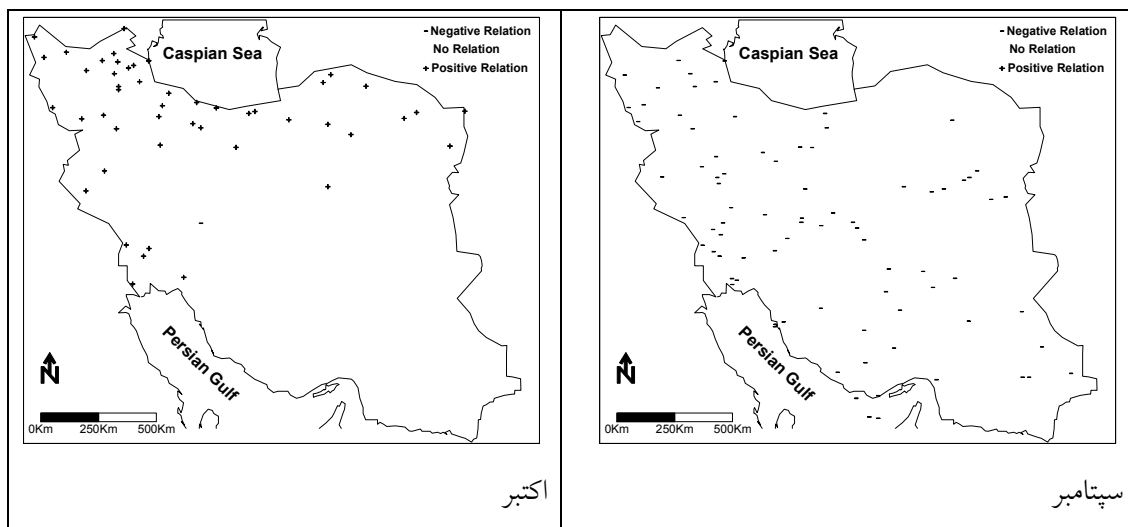 - Negative Relation
No Relation
+ Positive Relation
Caspian Sea
Persian Gulf
N
0Km 250Km 500Km
اکتبر
- Negative Relation
No Relation
+ Positive Relation
Caspian Sea
Persian Gulf
N
0Km 250Km 500Km
سپتامبر